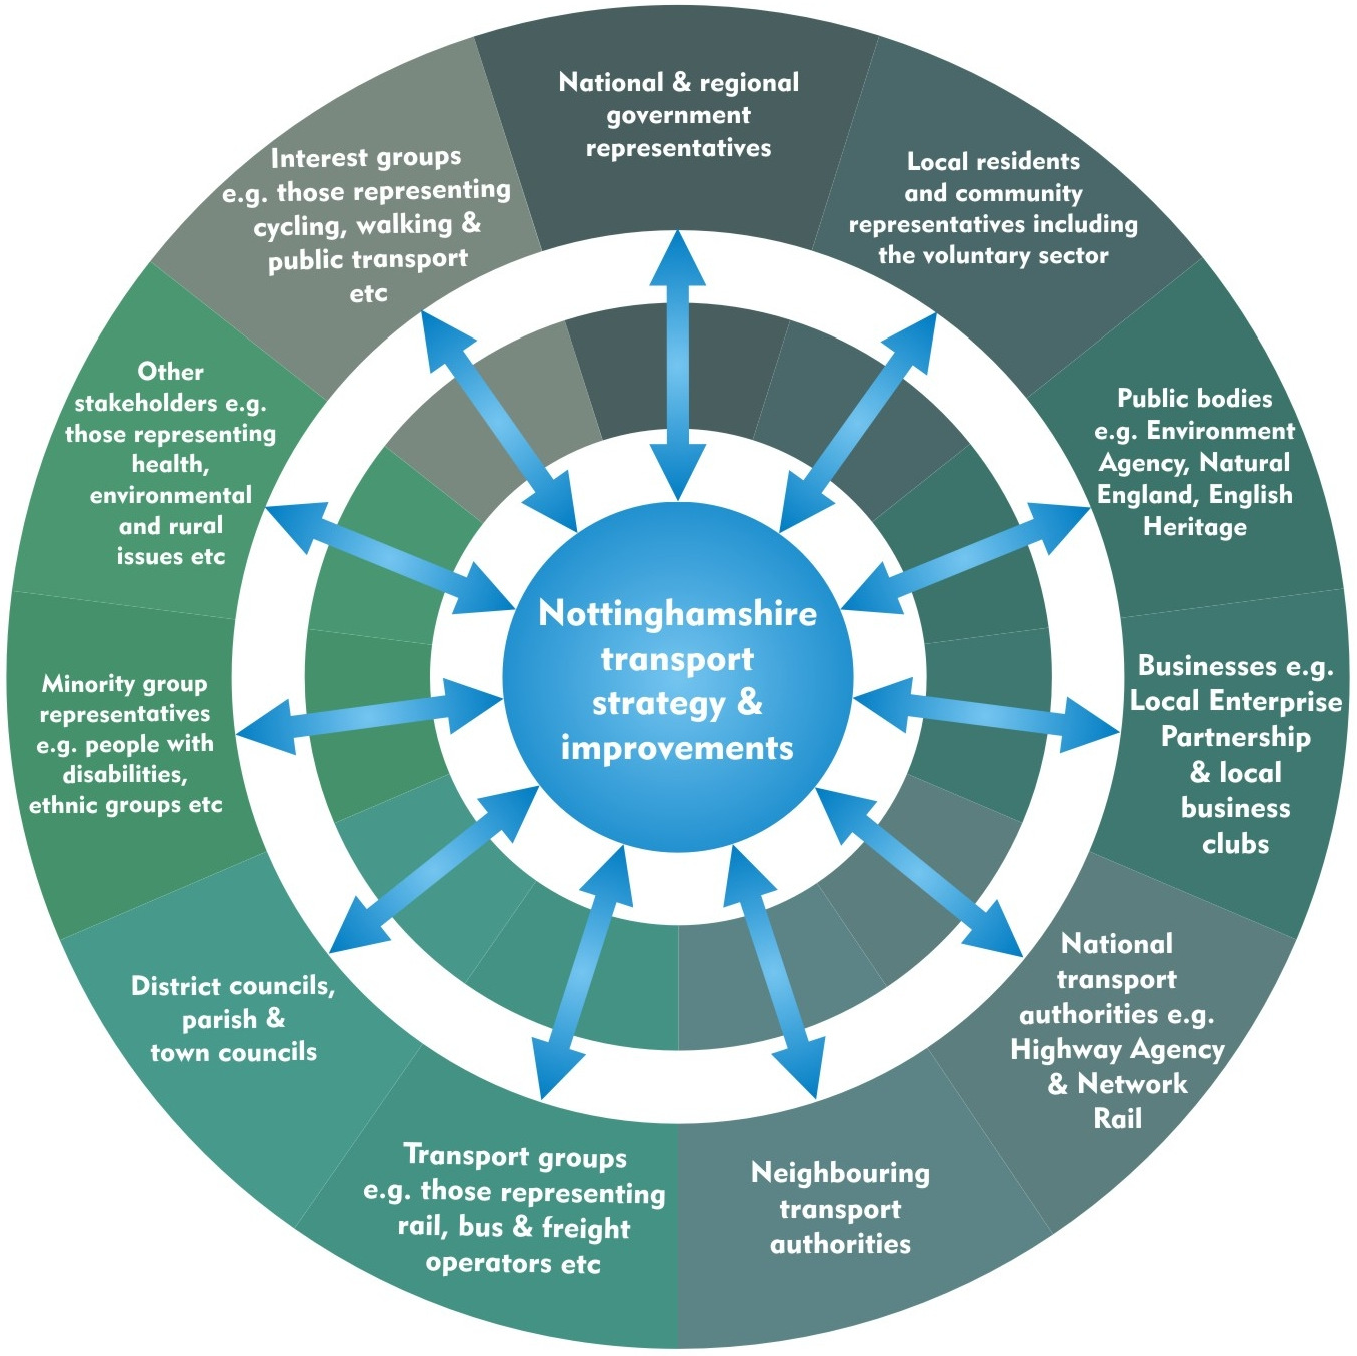 National & regional
government
representatives
Local residents
and community
representatives including
the voluntary sector
Public bodies
e.g. Environment
Agency, Natural
England, English
Heritage
Businesses e.g.
Local Enterprise
Partnership
& local
business
clubs
National
transport
authorities e.g.
Highway Agency
& Network
Rail
Neighbouring
transport
authorities
Transport groups
e.g. those representing
rail, bus & freight
operators etc
District councils,
parish &
town councils
Minority group
representatives
e.g. people with
disabilities,
ethnic groups etc
Other
stakeholders e.g.
those representing
health,
environmental
and rural
issues etc
Interest groups
e.g. those representing
cycling, walking &
public transport
etc
Nottinghamshire
transport
strategy &
improvements